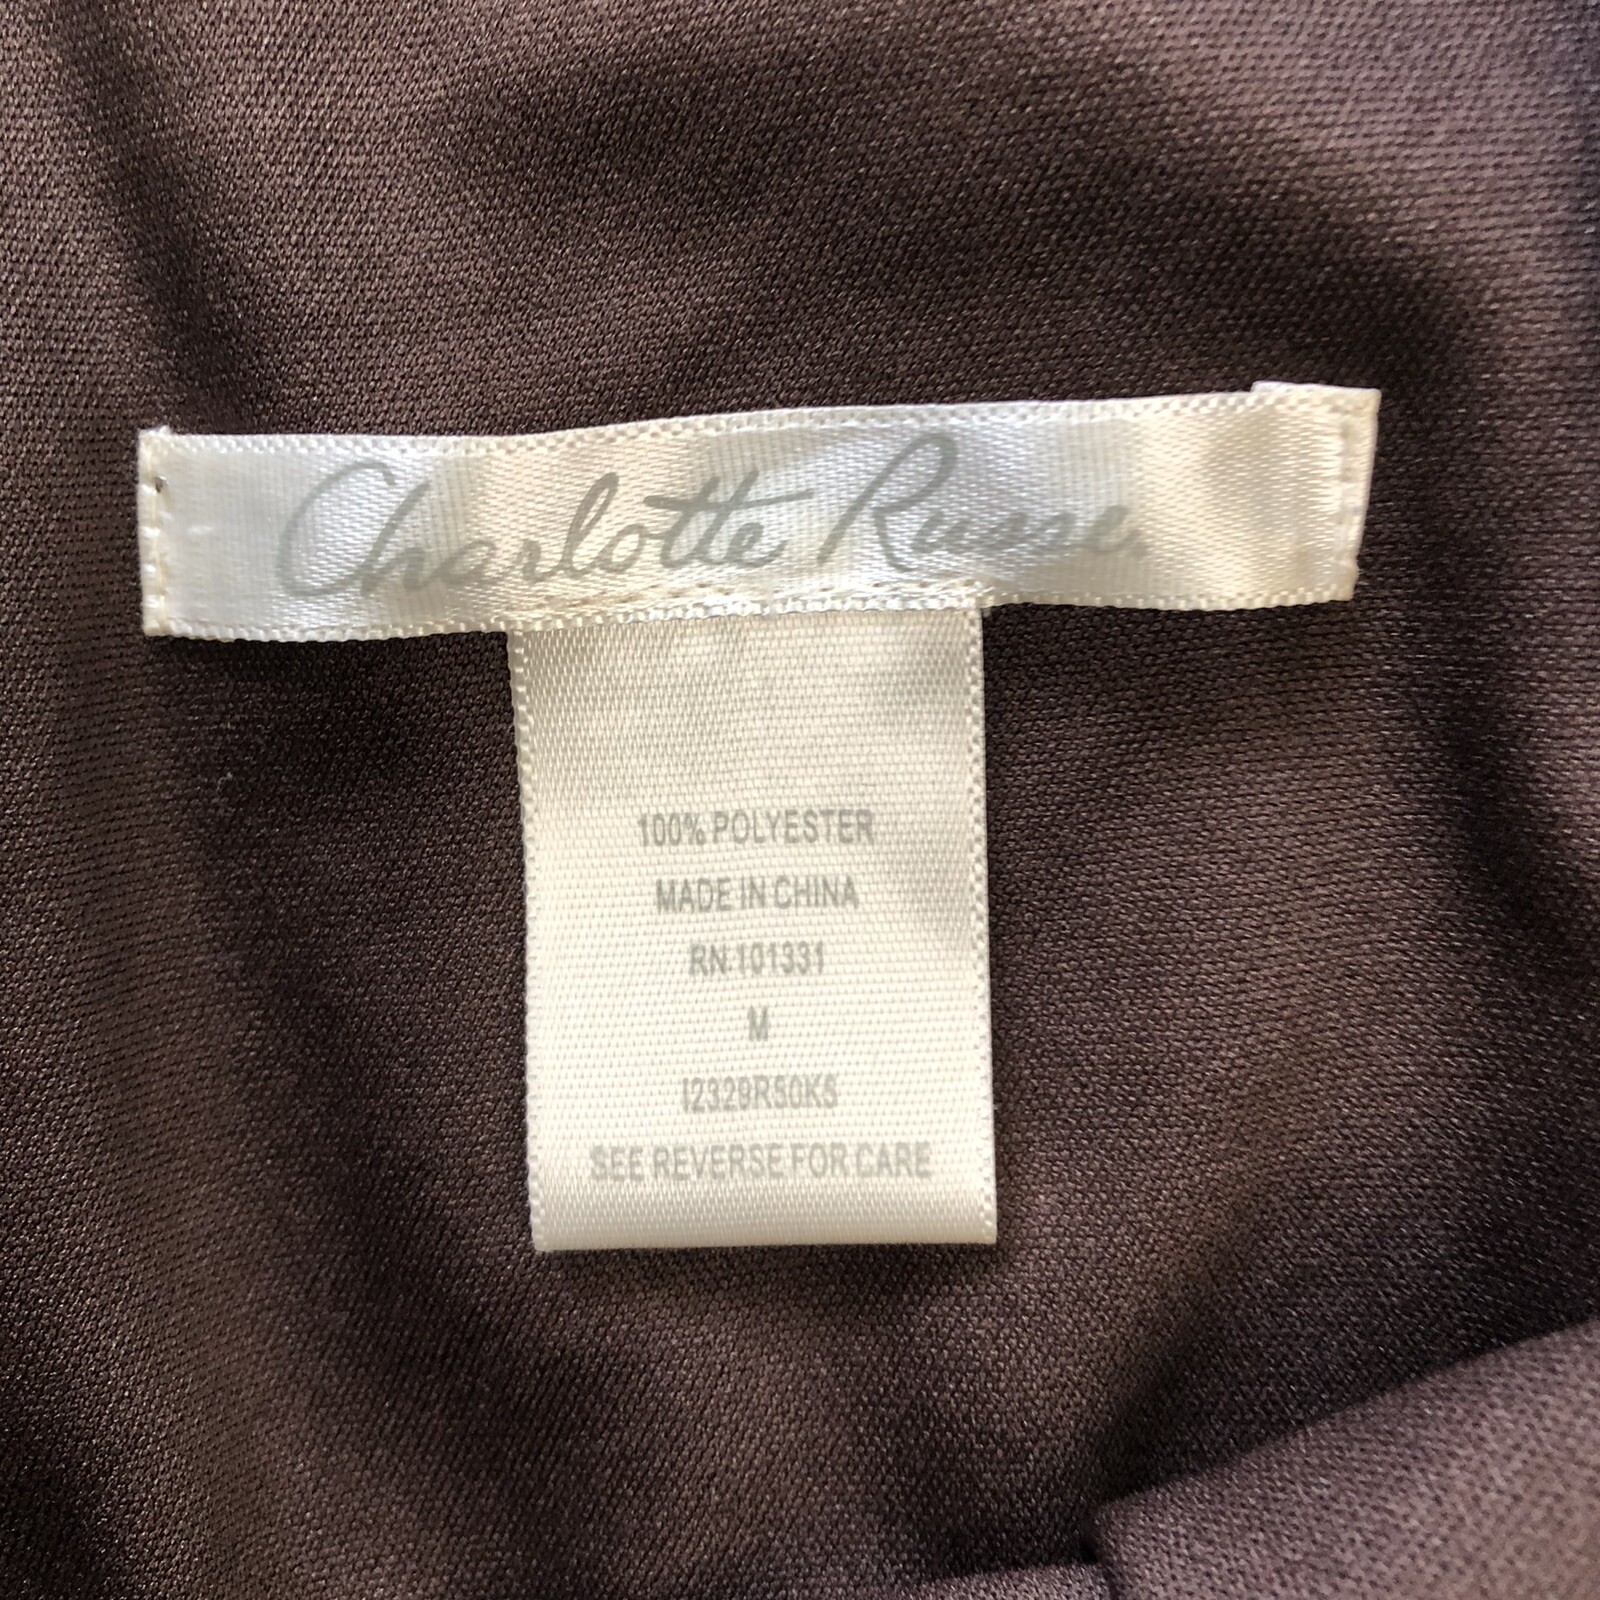 Charlotte Russe
100% POLYESTER
MADE IN CHINA
RN 101331
M
I2329R50K5
SEE REVERSE FOR CARE